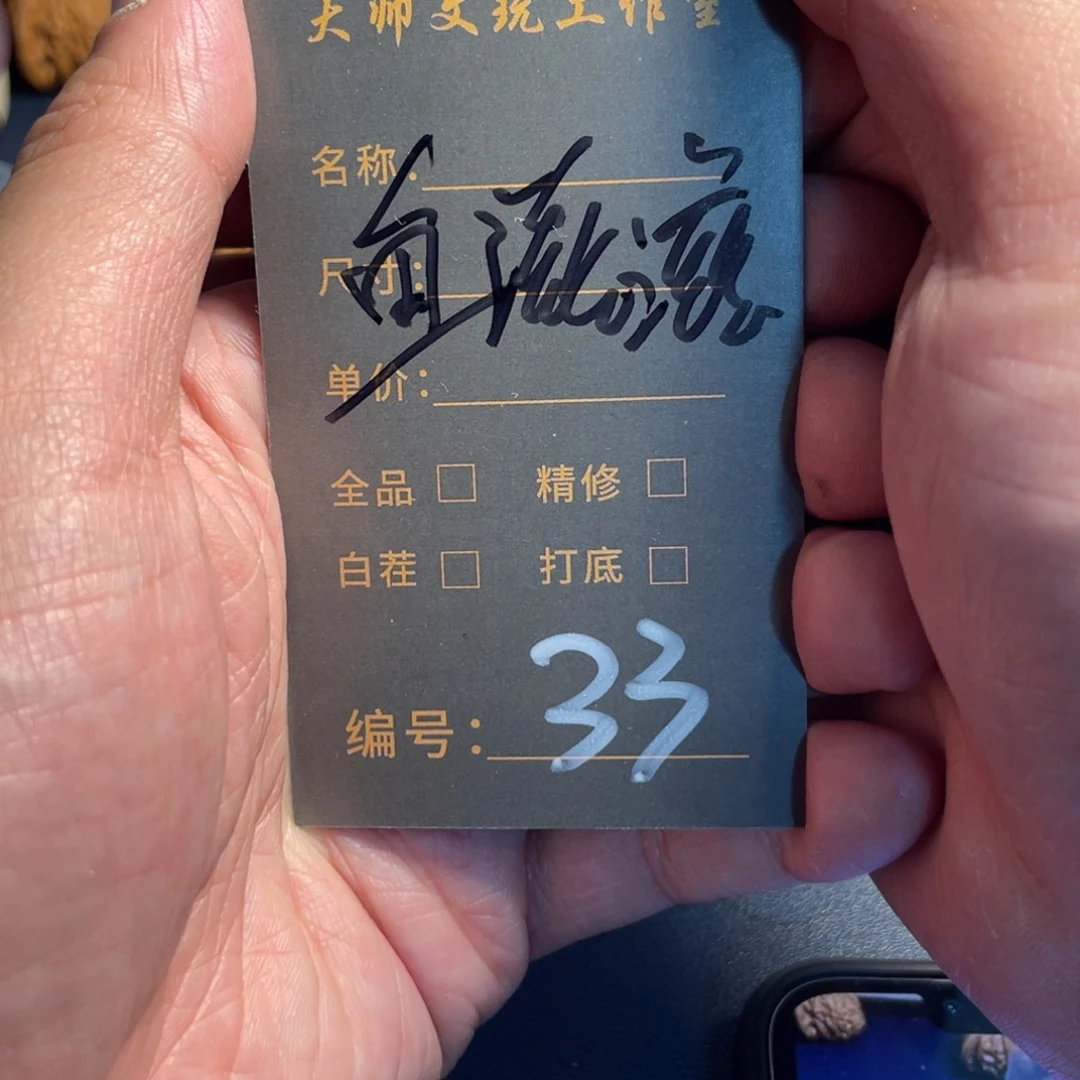 大师文玩工作室
名称：
尺寸：
单价：
全品 □ 精修 □
白茬 □ 打底 □
编号：33